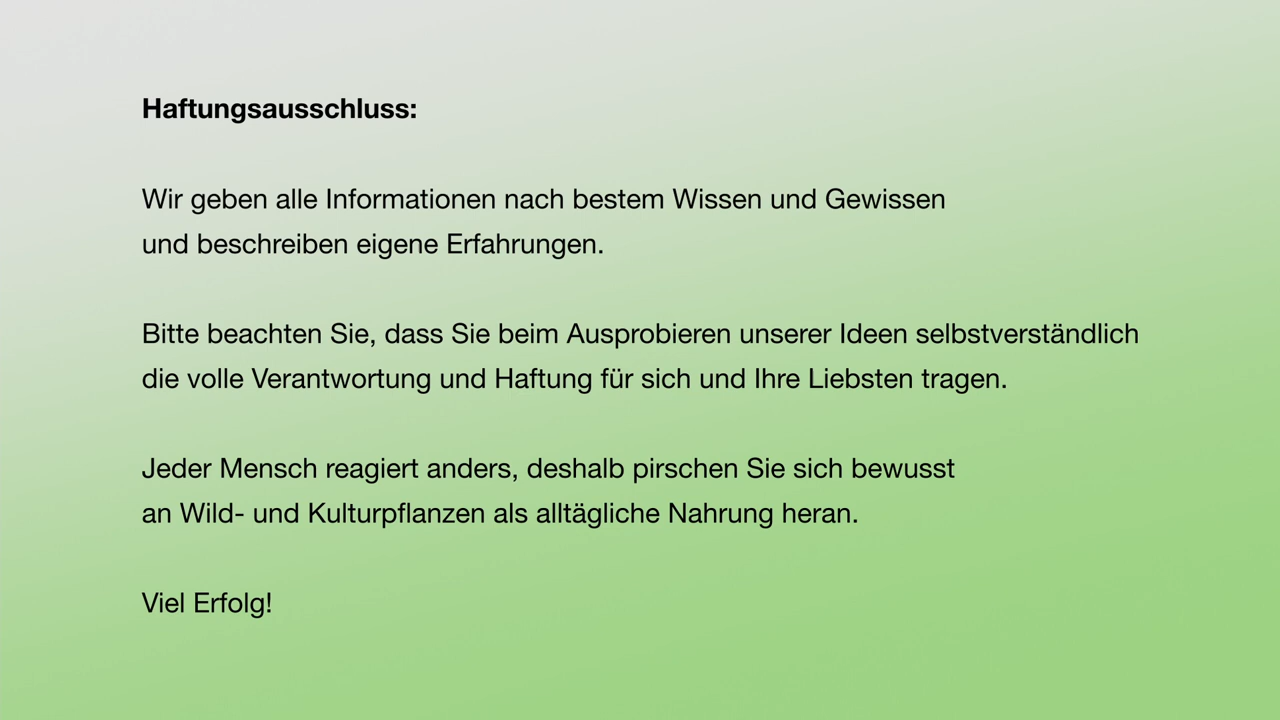 Haftungsausschluss:
Wir geben alle Informationen nach bestem Wissen und Gewissen
und beschreiben eigene Erfahrungen.
Bitte beachten Sie, dass Sie beim Ausprobieren unserer Ideen selbstverständlich
die volle Verantwortung und Haftung für sich und Ihre Liebsten tragen.
Jeder Mensch reagiert anders, deshalb pirschen Sie sich bewusst
an Wild- und Kulturpflanzen als alltägliche Nahrung heran.
Viel Erfolg!